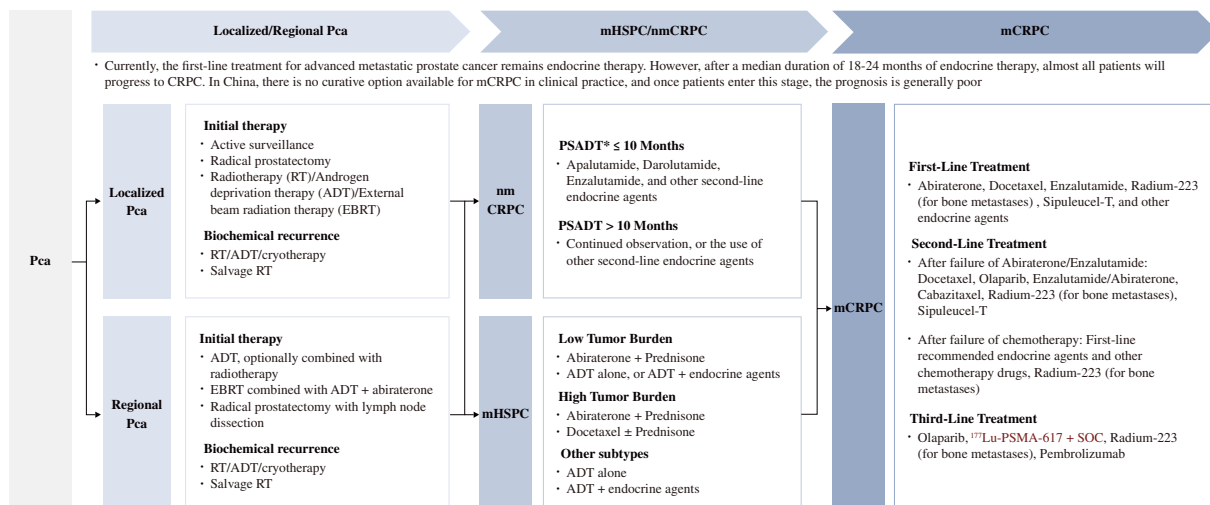 Localized/Regional Pca
mHSPC/nmCRPC
mCRPC
· Currently, the first-line treatment for advanced metastatic prostate cancer remains endocrine therapy. However, after a median duration of 18-24 months of endocrine therapy, almost all patients will
progress to CRPC. In China, there is no curative option available for mCRPC in clinical practice, and once patients enter this stage, the prognosis is generally poor
Pca
Localized
Pca
Initial therapy
· Active surveillance
· Radical prostatectomy
· Radiotherapy (RT)/Androgen
deprivation therapy (ADT)/External
beam radiation therapy (EBRT)
Biochemical recurrence
· RT/ADT/cryotherapy
· Salvage RT
Regional
Pca
Initial therapy
· ADT, optionally combined with
radiotherapy
· EBRT combined with ADT + abiraterone
· Radical prostatectomy with lymph node
dissection
Biochemical recurrence
· RT/ADT/cryotherapy
· Salvage RT
nm
CRPC
PSADT* ≤ 10 Months
· Apalutamide, Darolutamide,
Enzalutamide, and other second-line
endocrine agents
PSADT > 10 Months
· Continued observation, or the use of
other second-line endocrine agents
mHSPC
Low Tumor Burden
· Abiraterone + Prednisone
· ADT alone, or ADT + endocrine agents
High Tumor Burden
· Abiraterone + Prednisone
· Docetaxel ± Prednisone
Other subtypes
· ADT alone
· ADT + endocrine agents
mCRPC
First-Line Treatment
· Abiraterone, Docetaxel, Enzalutamide, Radium-223
(for bone metastases) , Sipuleucel-T, and other
endocrine agents
Second-Line Treatment
· After failure of Abiraterone/Enzalutamide:
Docetaxel, Olaparib, Enzalutamide/Abiraterone,
Cabazitaxel, Radium-223 (for bone metastases),
Sipuleucel-T
· After failure of chemotherapy: First-line
recommended endocrine agents and other
chemotherapy drugs, Radium-223 (for bone
metastases)
Third-Line Treatment
· Olaparib, ¹⁷⁷Lu-PSMA-617 + SOC, Radium-223
(for bone metastases), Pembrolizumab